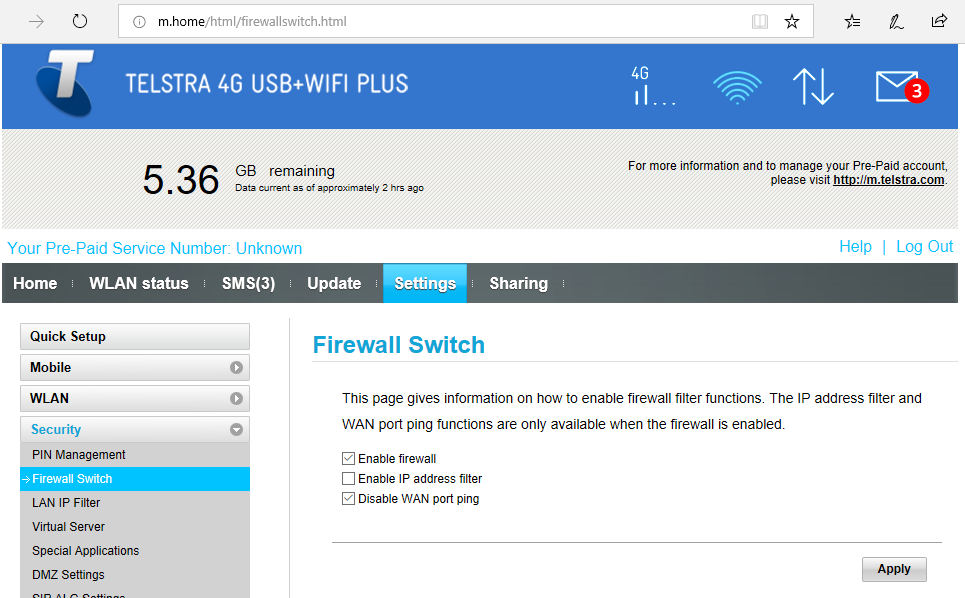 m.home/html/firewallswitch.html
T
TELSTRA 4G USB+WIFI PLUS
4G
3
5.36 GB remaining
Data current as of approximately 2 hrs ago
For more information and to manage your Pre-Paid account,
please visit http://m.telstra.com.
Your Pre-Paid Service Number: Unknown
Help | Log Out
Home WLAN status SMS(3) Update Settings Sharing
Quick Setup
Mobile
WLAN
Security
PIN Management
Firewall Switch
LAN IP Filter
Virtual Server
Special Applications
DMZ Settings
SIP ALG Settings
Firewall Switch
This page gives information on how to enable firewall filter functions. The IP address filter and
WAN port ping functions are only available when the firewall is enabled.
Enable firewall
Enable IP address filter
Disable WAN port ping
Apply